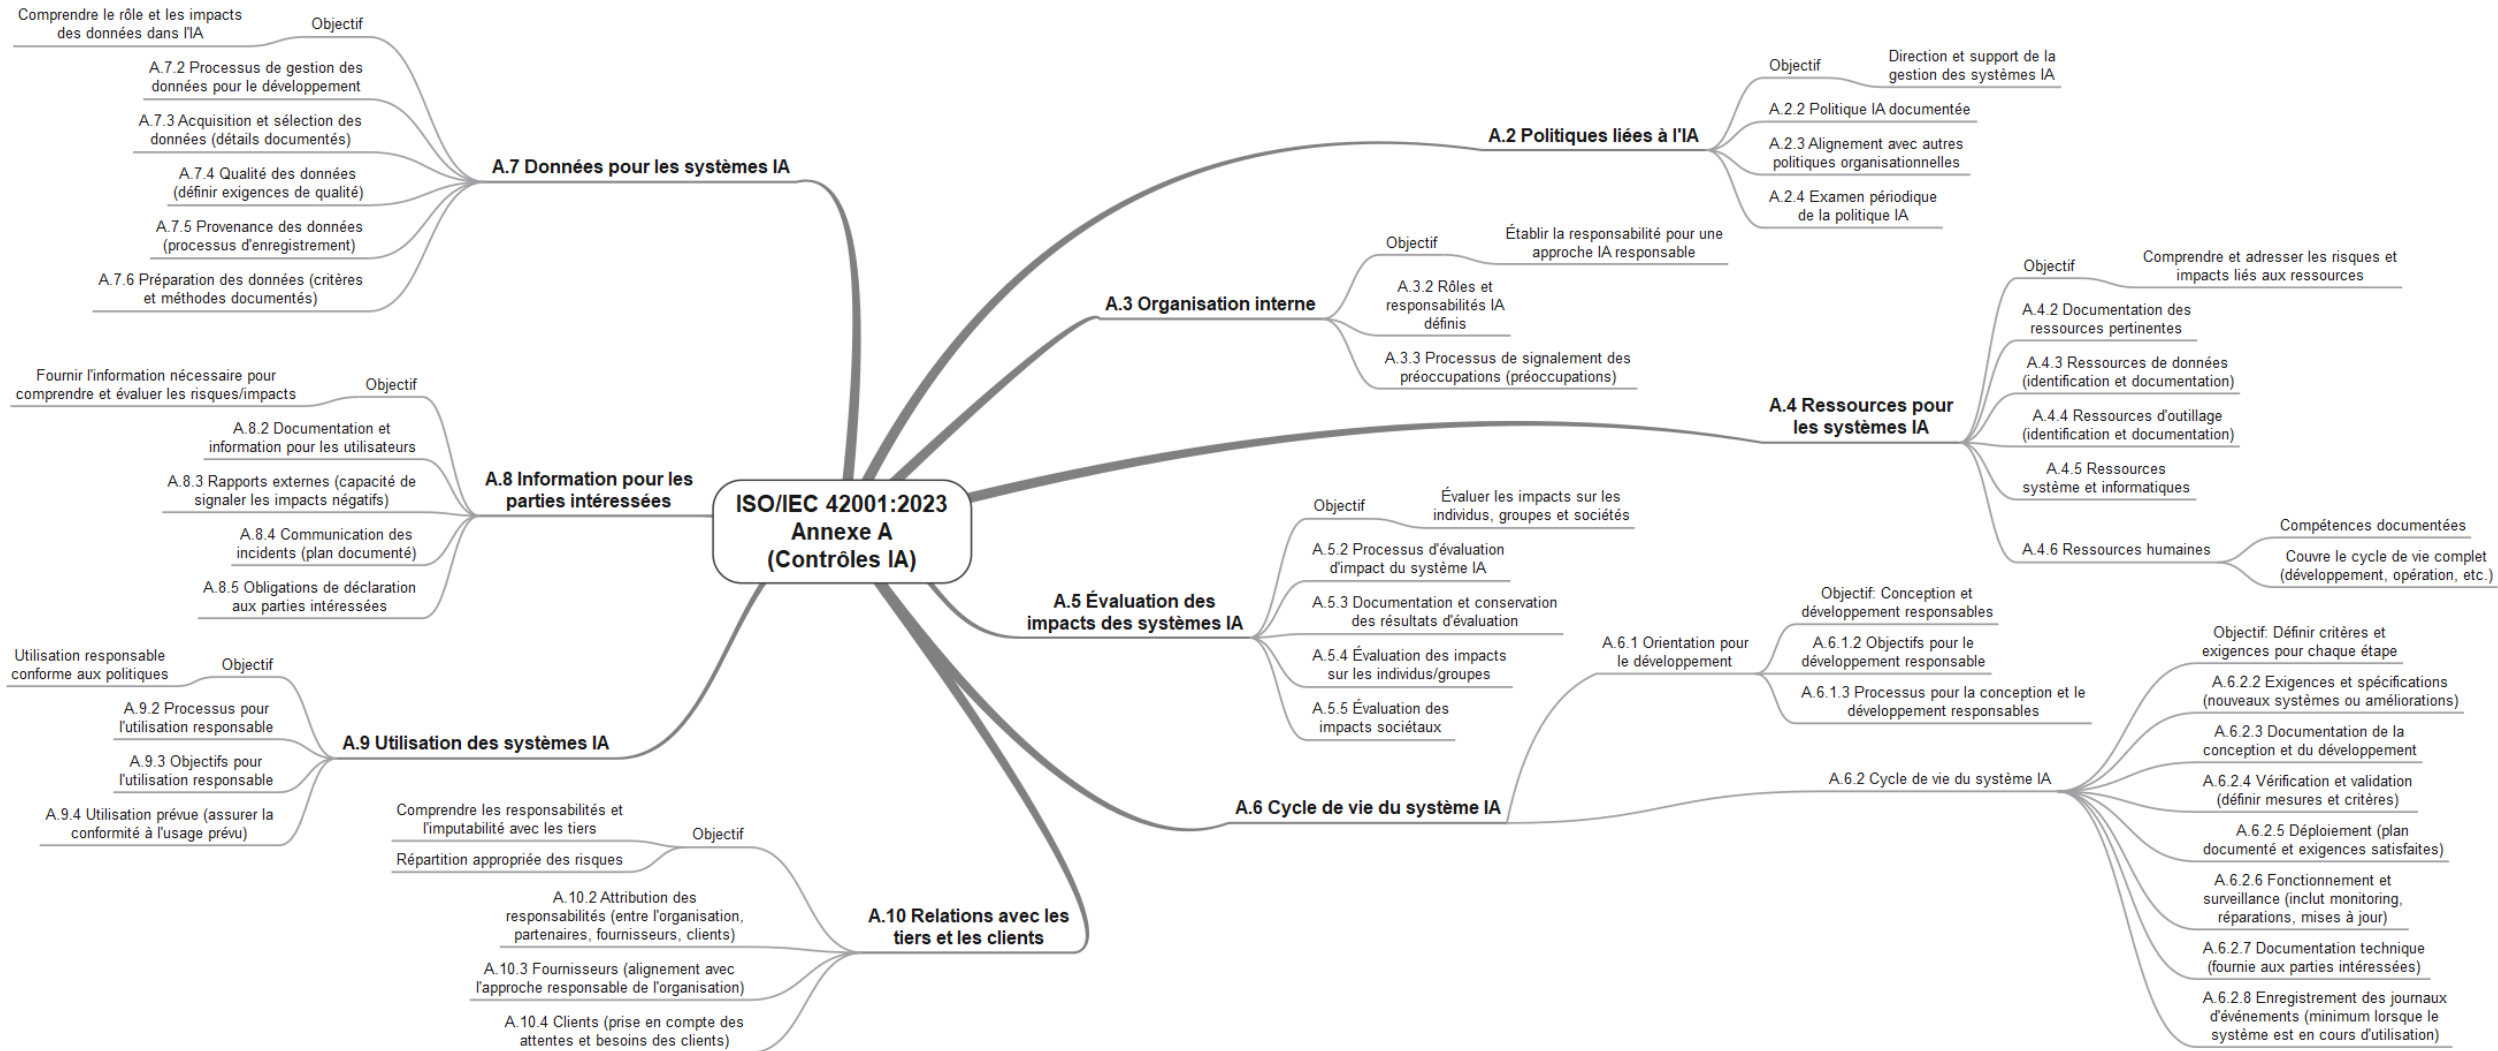 ISO/IEC 42001:2023
Annexe A
(Contrôles IA)
A.2 Politiques liées à l'IA
Objectif
Direction et support de la
gestion des systèmes IA
A.2.2 Politique IA documentée
A.2.3 Alignement avec autres
politiques organisationnelles
A.2.4 Examen périodique
de la politique IA
A.3 Organisation interne
Objectif
Établir la responsabilité pour une
approche IA responsable
A.3.2 Rôles et
responsabilités IA
définis
A.3.3 Processus de signalement des
préoccupations (préoccupations)
A.4 Ressources pour
les systèmes IA
Objectif
Comprendre et adresser les risques et
impacts liés aux ressources
A.4.2 Documentation des
ressources pertinentes
A.4.3 Ressources de données
(identification et documentation)
A.4.4 Ressources d'outillage
(identification et documentation)
A.4.5 Ressources
système et informatiques
A.4.6 Ressources humaines
Compétences documentées
Couvre le cycle de vie complet
(développement, opération, etc.)
A.5 Évaluation des
impacts des systèmes IA
Objectif
Évaluer les impacts sur les
individus, groupes et sociétés
A.5.2 Processus d'évaluation
d'impact du système IA
A.5.3 Documentation et conservation
des résultats d'évaluation
A.5.4 Évaluation des impacts
sur les individus/groupes
A.5.5 Évaluation des
impacts sociétaux
A.6 Cycle de vie du système IA
A.6.1 Orientation pour
le développement
Objectif: Conception et
développement responsables
A.6.1.2 Objectifs pour le
développement responsable
A.6.1.3 Processus pour la conception et le
développement responsables
A.6.2 Cycle de vie du système IA
Objectif: Définir critères et
exigences pour chaque étape
A.6.2.2 Exigences et spécifications
(nouveaux systèmes ou améliorations)
A.6.2.3 Documentation de la
conception et du développement
A.6.2.4 Vérification et validation
(définir mesures et critères)
A.6.2.5 Déploiement (plan
documenté et exigences satisfaites)
A.6.2.6 Fonctionnement et
surveillance (inclut monitoring,
réparations, mises à jour)
A.6.2.7 Documentation technique
(fournie aux parties intéressées)
A.6.2.8 Enregistrement des journaux
d'événements (minimum lorsque le
système est en cours d'utilisation)
A.7 Données pour les systèmes IA
Objectif
Comprendre le rôle et les impacts
des données dans l'IA
A.7.2 Processus de gestion des
données pour le développement
A.7.3 Acquisition et sélection des
données (détails documentés)
A.7.4 Qualité des données
(définir exigences de qualité)
A.7.5 Provenance des données
(processus d'enregistrement)
A.7.6 Préparation des données (critères
et méthodes documentés)
A.8 Information pour les
parties intéressées
Objectif
Fournir l'information nécessaire pour
comprendre et évaluer les risques/impacts
A.8.2 Documentation et
information pour les utilisateurs
A.8.3 Rapports externes (capacité de
signaler les impacts négatifs)
A.8.4 Communication des
incidents (plan documenté)
A.8.5 Obligations de déclaration
aux parties intéressées
A.9 Utilisation des systèmes IA
Objectif
Utilisation responsable
conforme aux politiques
A.9.2 Processus pour
l'utilisation responsable
A.9.3 Objectifs pour
l'utilisation responsable
A.9.4 Utilisation prévue (assurer la
conformité à l'usage prévu)
A.10 Relations avec les
tiers et les clients
Objectif
Comprendre les responsabilités et
l'imputabilité avec les tiers
Répartition appropriée des risques
A.10.2 Attribution des
responsabilités (entre l'organisation,
partenaires, fournisseurs, clients)
A.10.3 Fournisseurs (alignement avec
l'approche responsable de l'organisation)
A.10.4 Clients (prise en compte des
attentes et besoins des clients)